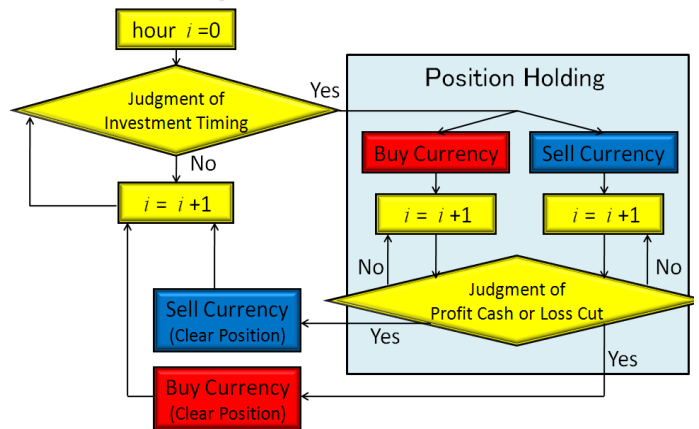 hour i =0
Judgment of
Investment Timing
Yes
No
i = i +1
Position Holding
Buy Currency
Sell Currency
i = i +1
i = i +1
No
No
Judgment of
Profit Cash or Loss Cut
Yes
Yes
Sell Currency
(Clear Position)
Buy Currency
(Clear Position)